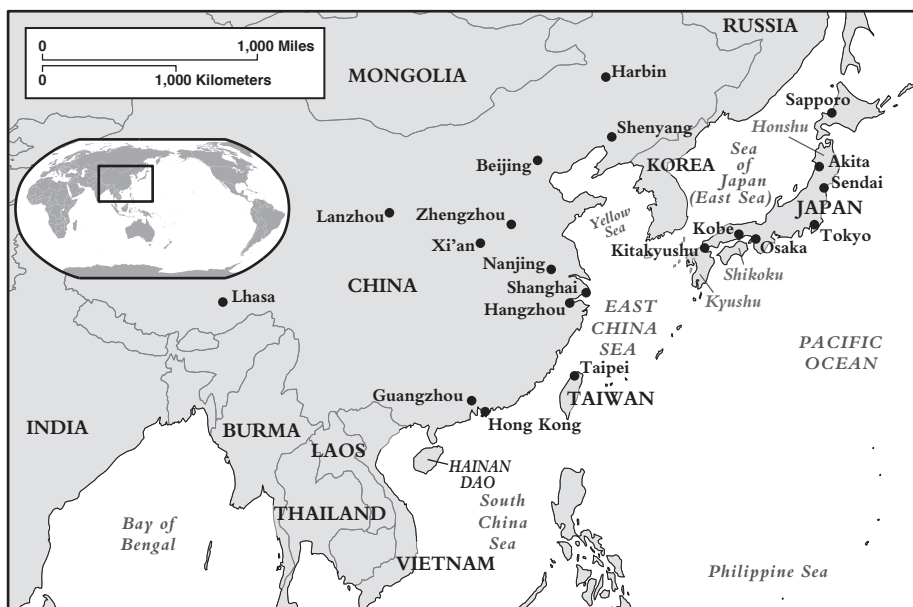 0 1,000 Miles
0 1,000 Kilometers
RUSSIA
MONGOLIA
Harbin
Sapporo
Honshu
Shenyang
Sea
of
Japan
(East Sea)
Beijing
KOREA
Akita
Sendai
JAPAN
Lanzhou
Zhengzhou
Yellow
Sea
Kobe
Tokyo
Xi’an
Kitakyushu
Osaka
Nanjing
Shikoku
CHINA
Shanghai
Kyushu
Lhasa
Hangzhou
EAST
CHINA
SEA
PACIFIC
OCEAN
Taipei
TAIWAN
Guangzhou
Hong Kong
INDIA
BURMA
LAOS
HAINAN
DAO
South
China
Sea
THAILAND
Bay of
Bengal
VIETNAM
Philippine Sea